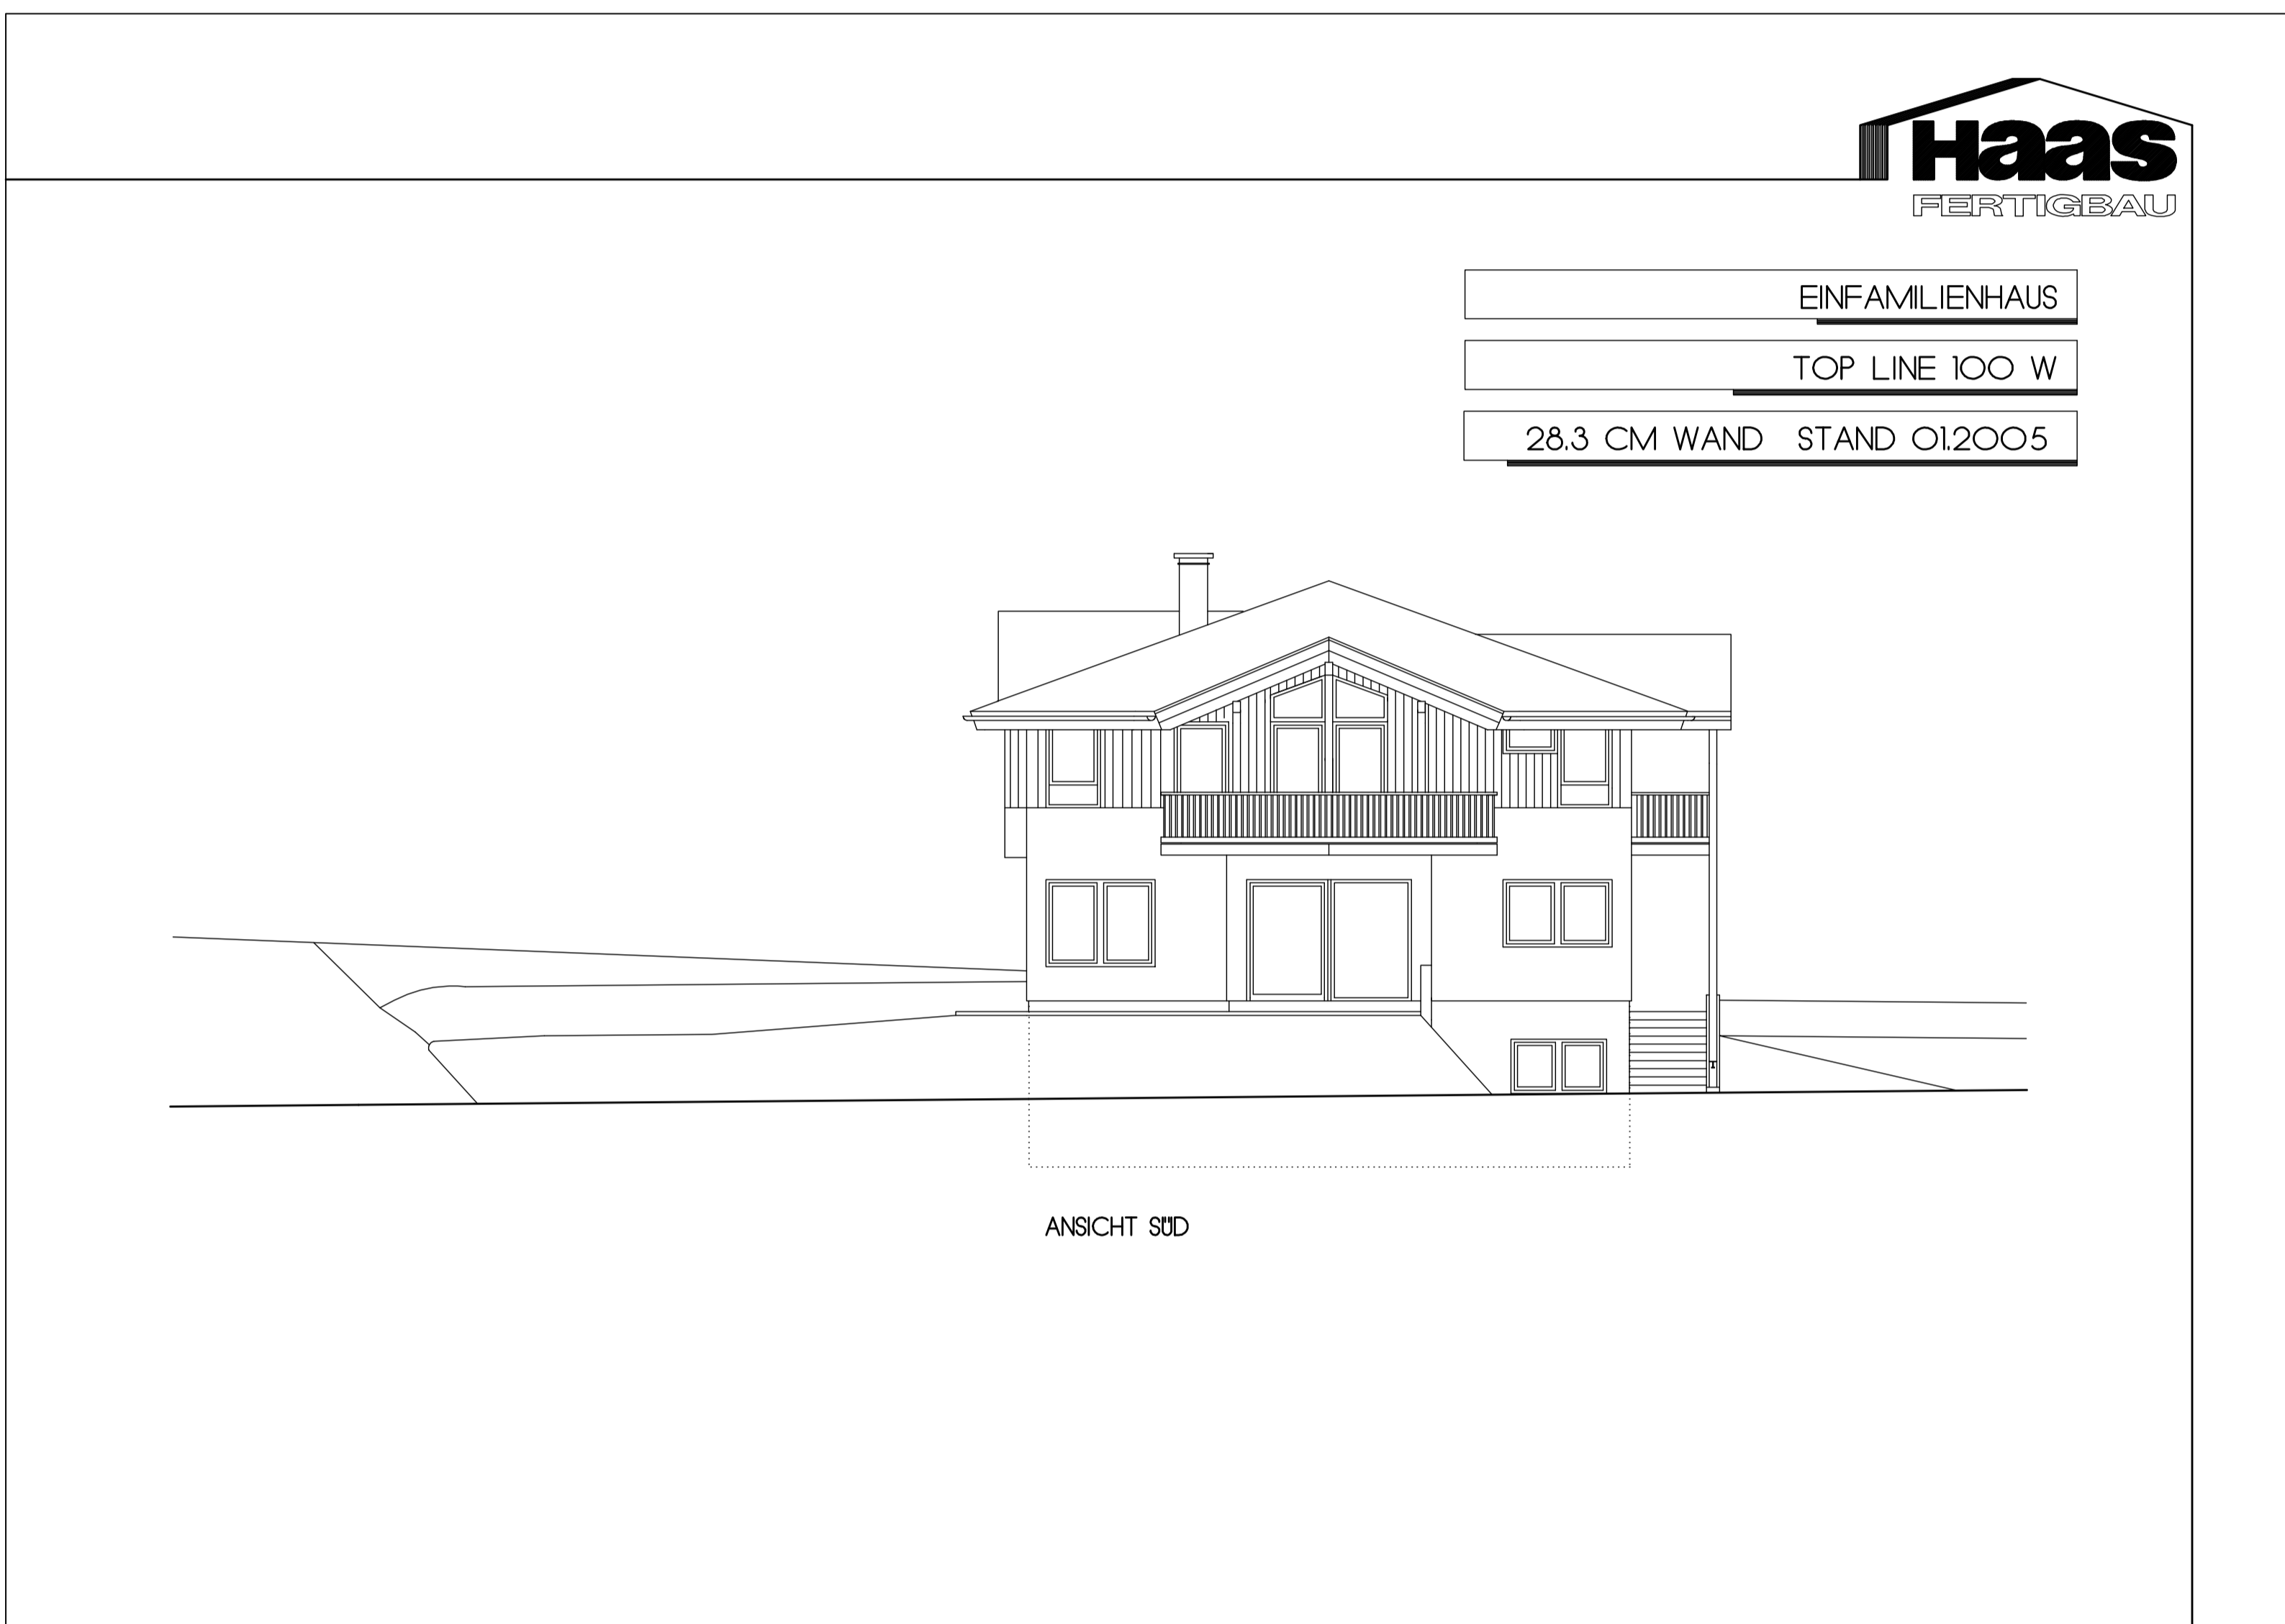 Haas
FERTIGBAU
EINFAMILIENHAUS
TOP LINE 100 W
28.3 CM WAND STAND 01.2005
ANSICHT SÜD